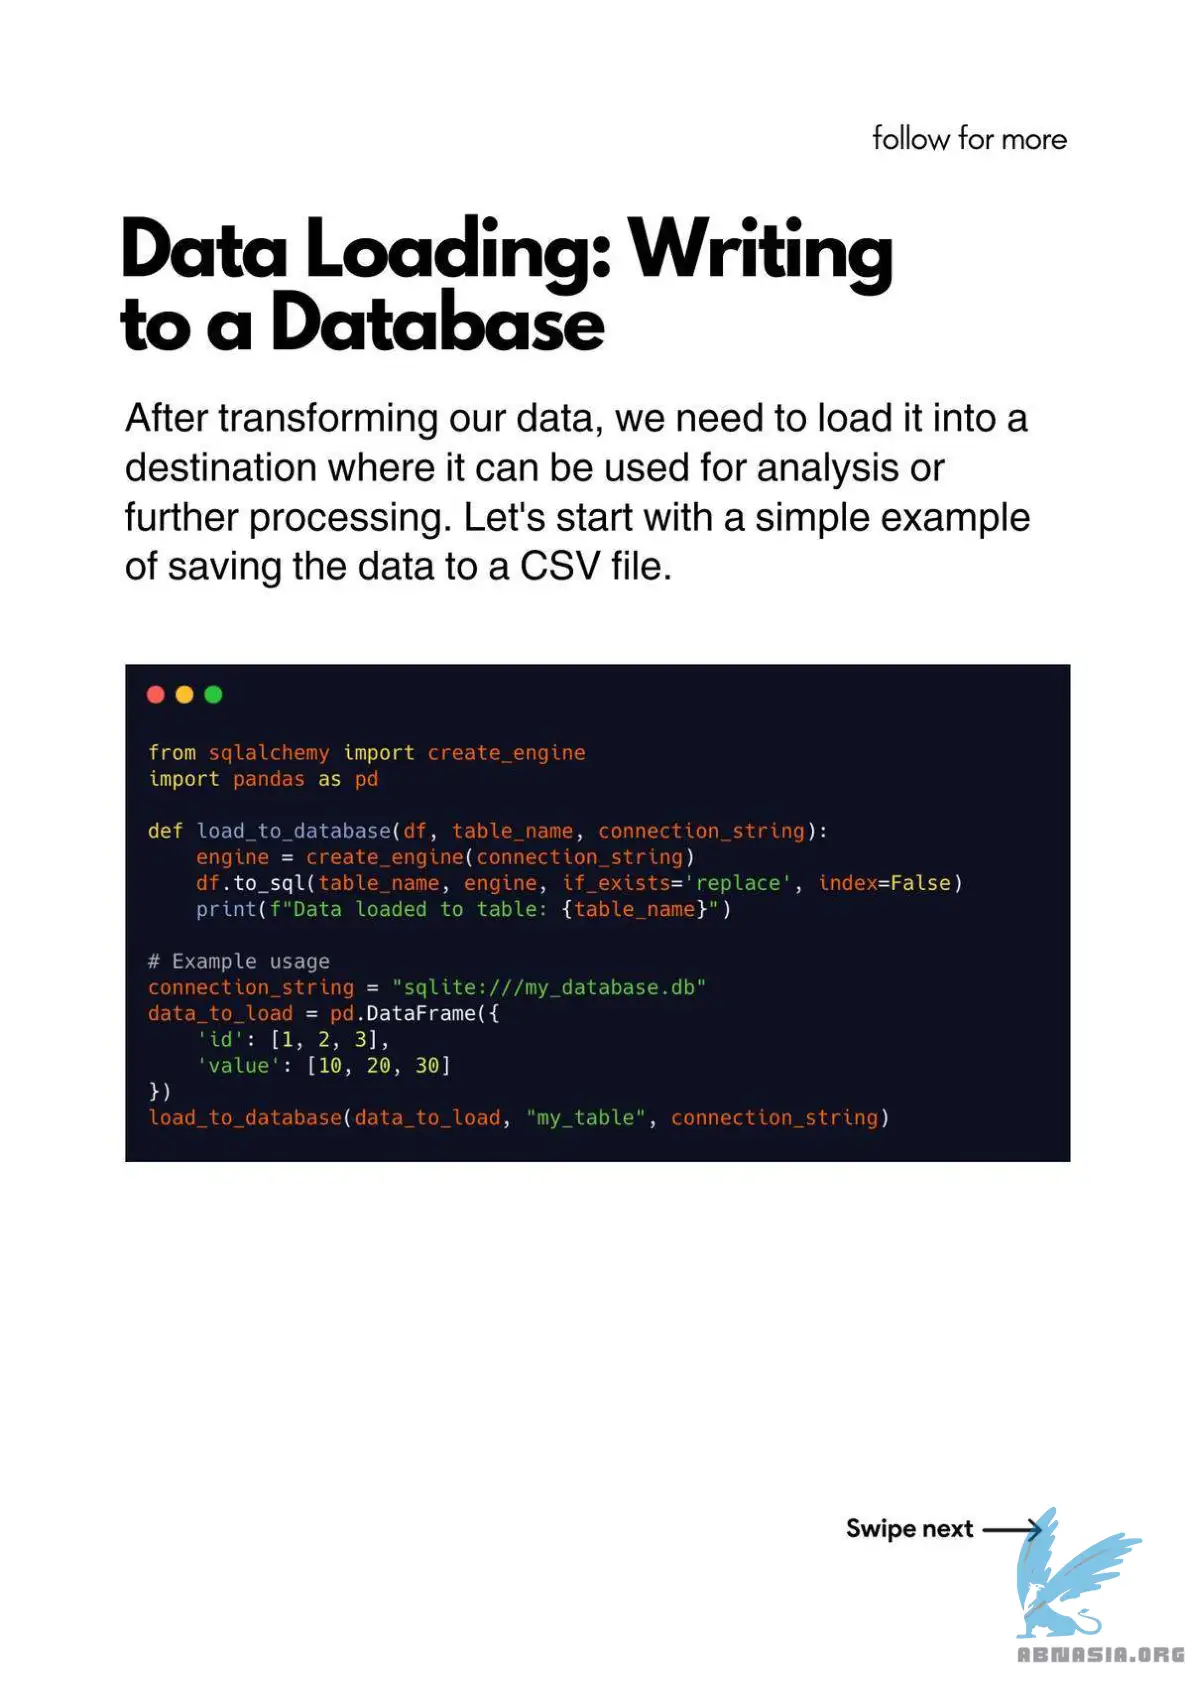 follow for more
Data Loading: Writing
to a Database
After transforming our data, we need to load it into a
destination where it can be used for analysis or
further processing. Let's start with a simple example
of saving the data to a CSV file.
from sqlalchemy import create_engine
import pandas as pd
def load_to_database(df, table_name, connection_string):
    engine = create_engine(connection_string)
    df.to_sql(table_name, engine, if_exists='replace', index=False)
    print(f"Data loaded to table: {table_name}")
# Example usage
connection_string = "sqlite:///my_database.db"
data_to_load = pd.DataFrame({
    'id': [1, 2, 3],
    'value': [10, 20, 30]
})
load_to_database(data_to_load, "my_table", connection_string)
Swipe next
ABNASIA.ORG